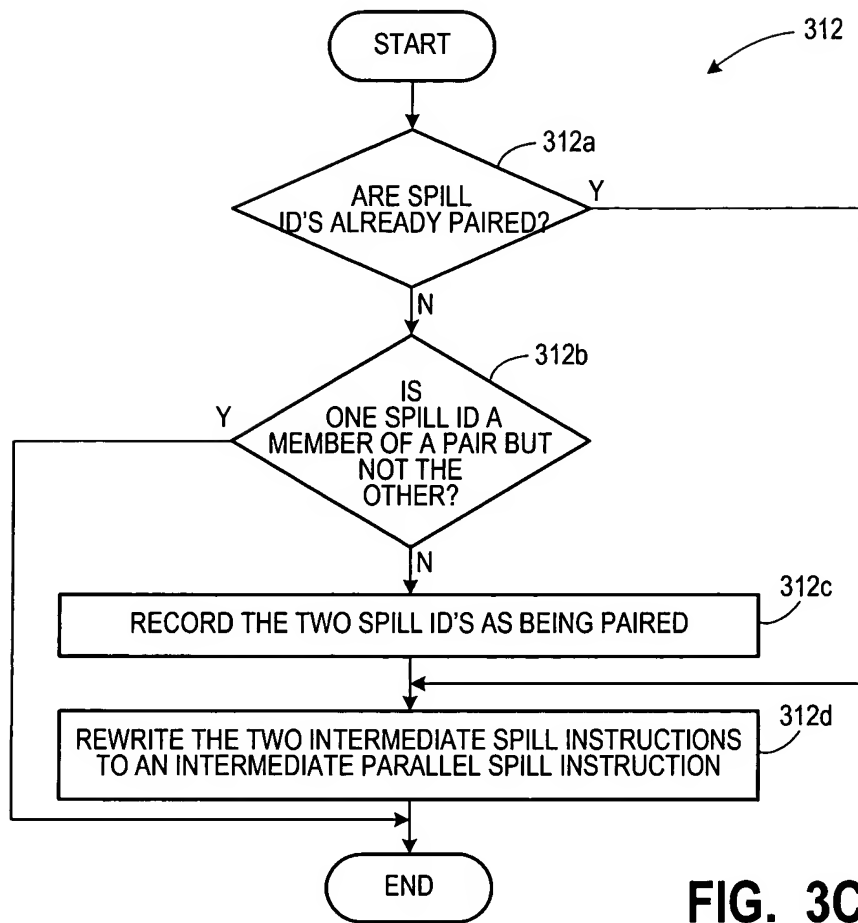 START
312
312a
ARE SPILL
ID'S ALREADY PAIRED?
Y
N
312b
IS
ONE SPILL ID A
MEMBER OF A PAIR BUT
NOT THE
OTHER?
Y
N
312c
RECORD THE TWO SPILL ID'S AS BEING PAIRED
312d
REWRITE THE TWO INTERMEDIATE SPILL INSTRUCTIONS
TO AN INTERMEDIATE PARALLEL SPILL INSTRUCTION
END
FIG. 3C